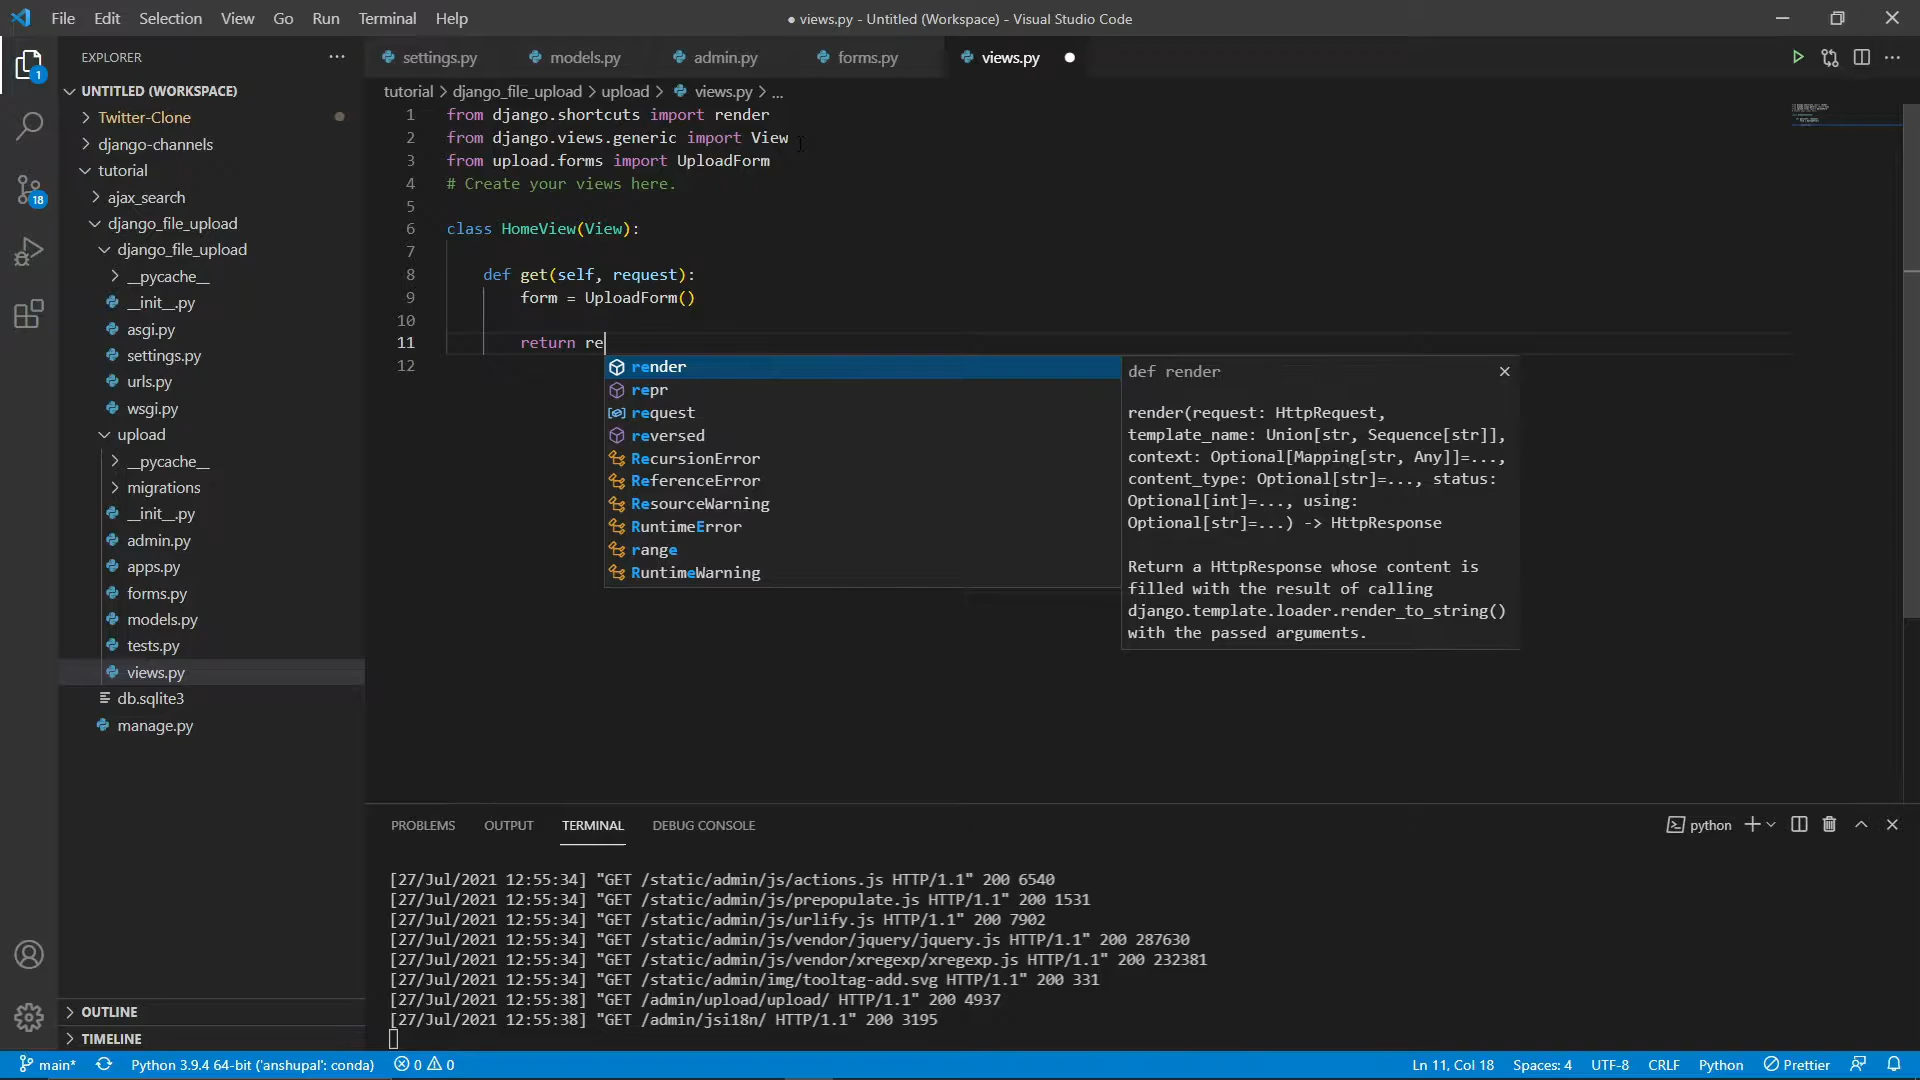 File Edit Selection View Go Run Terminal Help
● views.py - Untitled (Workspace) - Visual Studio Code
EXPLORER
settings.py
models.py
admin.py
forms.py
views.py
tutorial > django_file_upload > upload > views.py > ...
1
UNTITLED (WORKSPACE)
Twitter-Clone
django-channels
tutorial
ajax_search
django_file_upload
django_file_upload
__pycache__
__init__.py
asgi.py
settings.py
urls.py
wsgi.py
upload
__pycache__
migrations
__init__.py
admin.py
apps.py
forms.py
models.py
tests.py
views.py
db.sqlite3
manage.py
18
OUTLINE
TIMELINE
1 from django.shortcuts import render
2 from django.views.generic import View
3 from upload.forms import UploadForm
4 # Create your views here.
5
6 class HomeView(View):
7
8 def get(self, request):
9 form = UploadForm()
10
11 return re
12
render
repr
request
reversed
RecursionError
ReferenceError
ResourceWarning
RuntimeError
range
RuntimeWarning
def render
render(request: HttpRequest,
template_name: Union[str, Sequence[str]],
context: Optional[Mapping[str, Any]]=...,
content_type: Optional[str]=..., status:
Optional[int]=..., using:
Optional[str]=...) -> HttpResponse
Return a HttpResponse whose content is
filled with the result of calling
django.template.loader.render_to_string()
with the passed arguments.
PROBLEMS OUTPUT TERMINAL DEBUG CONSOLE
python
[27/Jul/2021 12:55:34] "GET /static/admin/js/actions.js HTTP/1.1" 200 6540
[27/Jul/2021 12:55:34] "GET /static/admin/js/prepopulate.js HTTP/1.1" 200 1531
[27/Jul/2021 12:55:34] "GET /static/admin/js/urlify.js HTTP/1.1" 200 7902
[27/Jul/2021 12:55:34] "GET /static/admin/js/vendor/jquery/jquery.js HTTP/1.1" 200 287630
[27/Jul/2021 12:55:34] "GET /static/admin/js/vendor/xregexp/xregexp.js HTTP/1.1" 200 232381
[27/Jul/2021 12:55:34] "GET /static/admin/img/tooltag-add.svg HTTP/1.1" 200 331
[27/Jul/2021 12:55:38] "GET /admin/upload/upload/ HTTP/1.1" 200 4937
[27/Jul/2021 12:55:38] "GET /admin/jsi18n/ HTTP/1.1" 200 3195
main* Python 3.9.4 64-bit ('anshupal': conda) 0 0
Ln 11, Col 18 Spaces: 4 UTF-8 CRLF Python Prettier